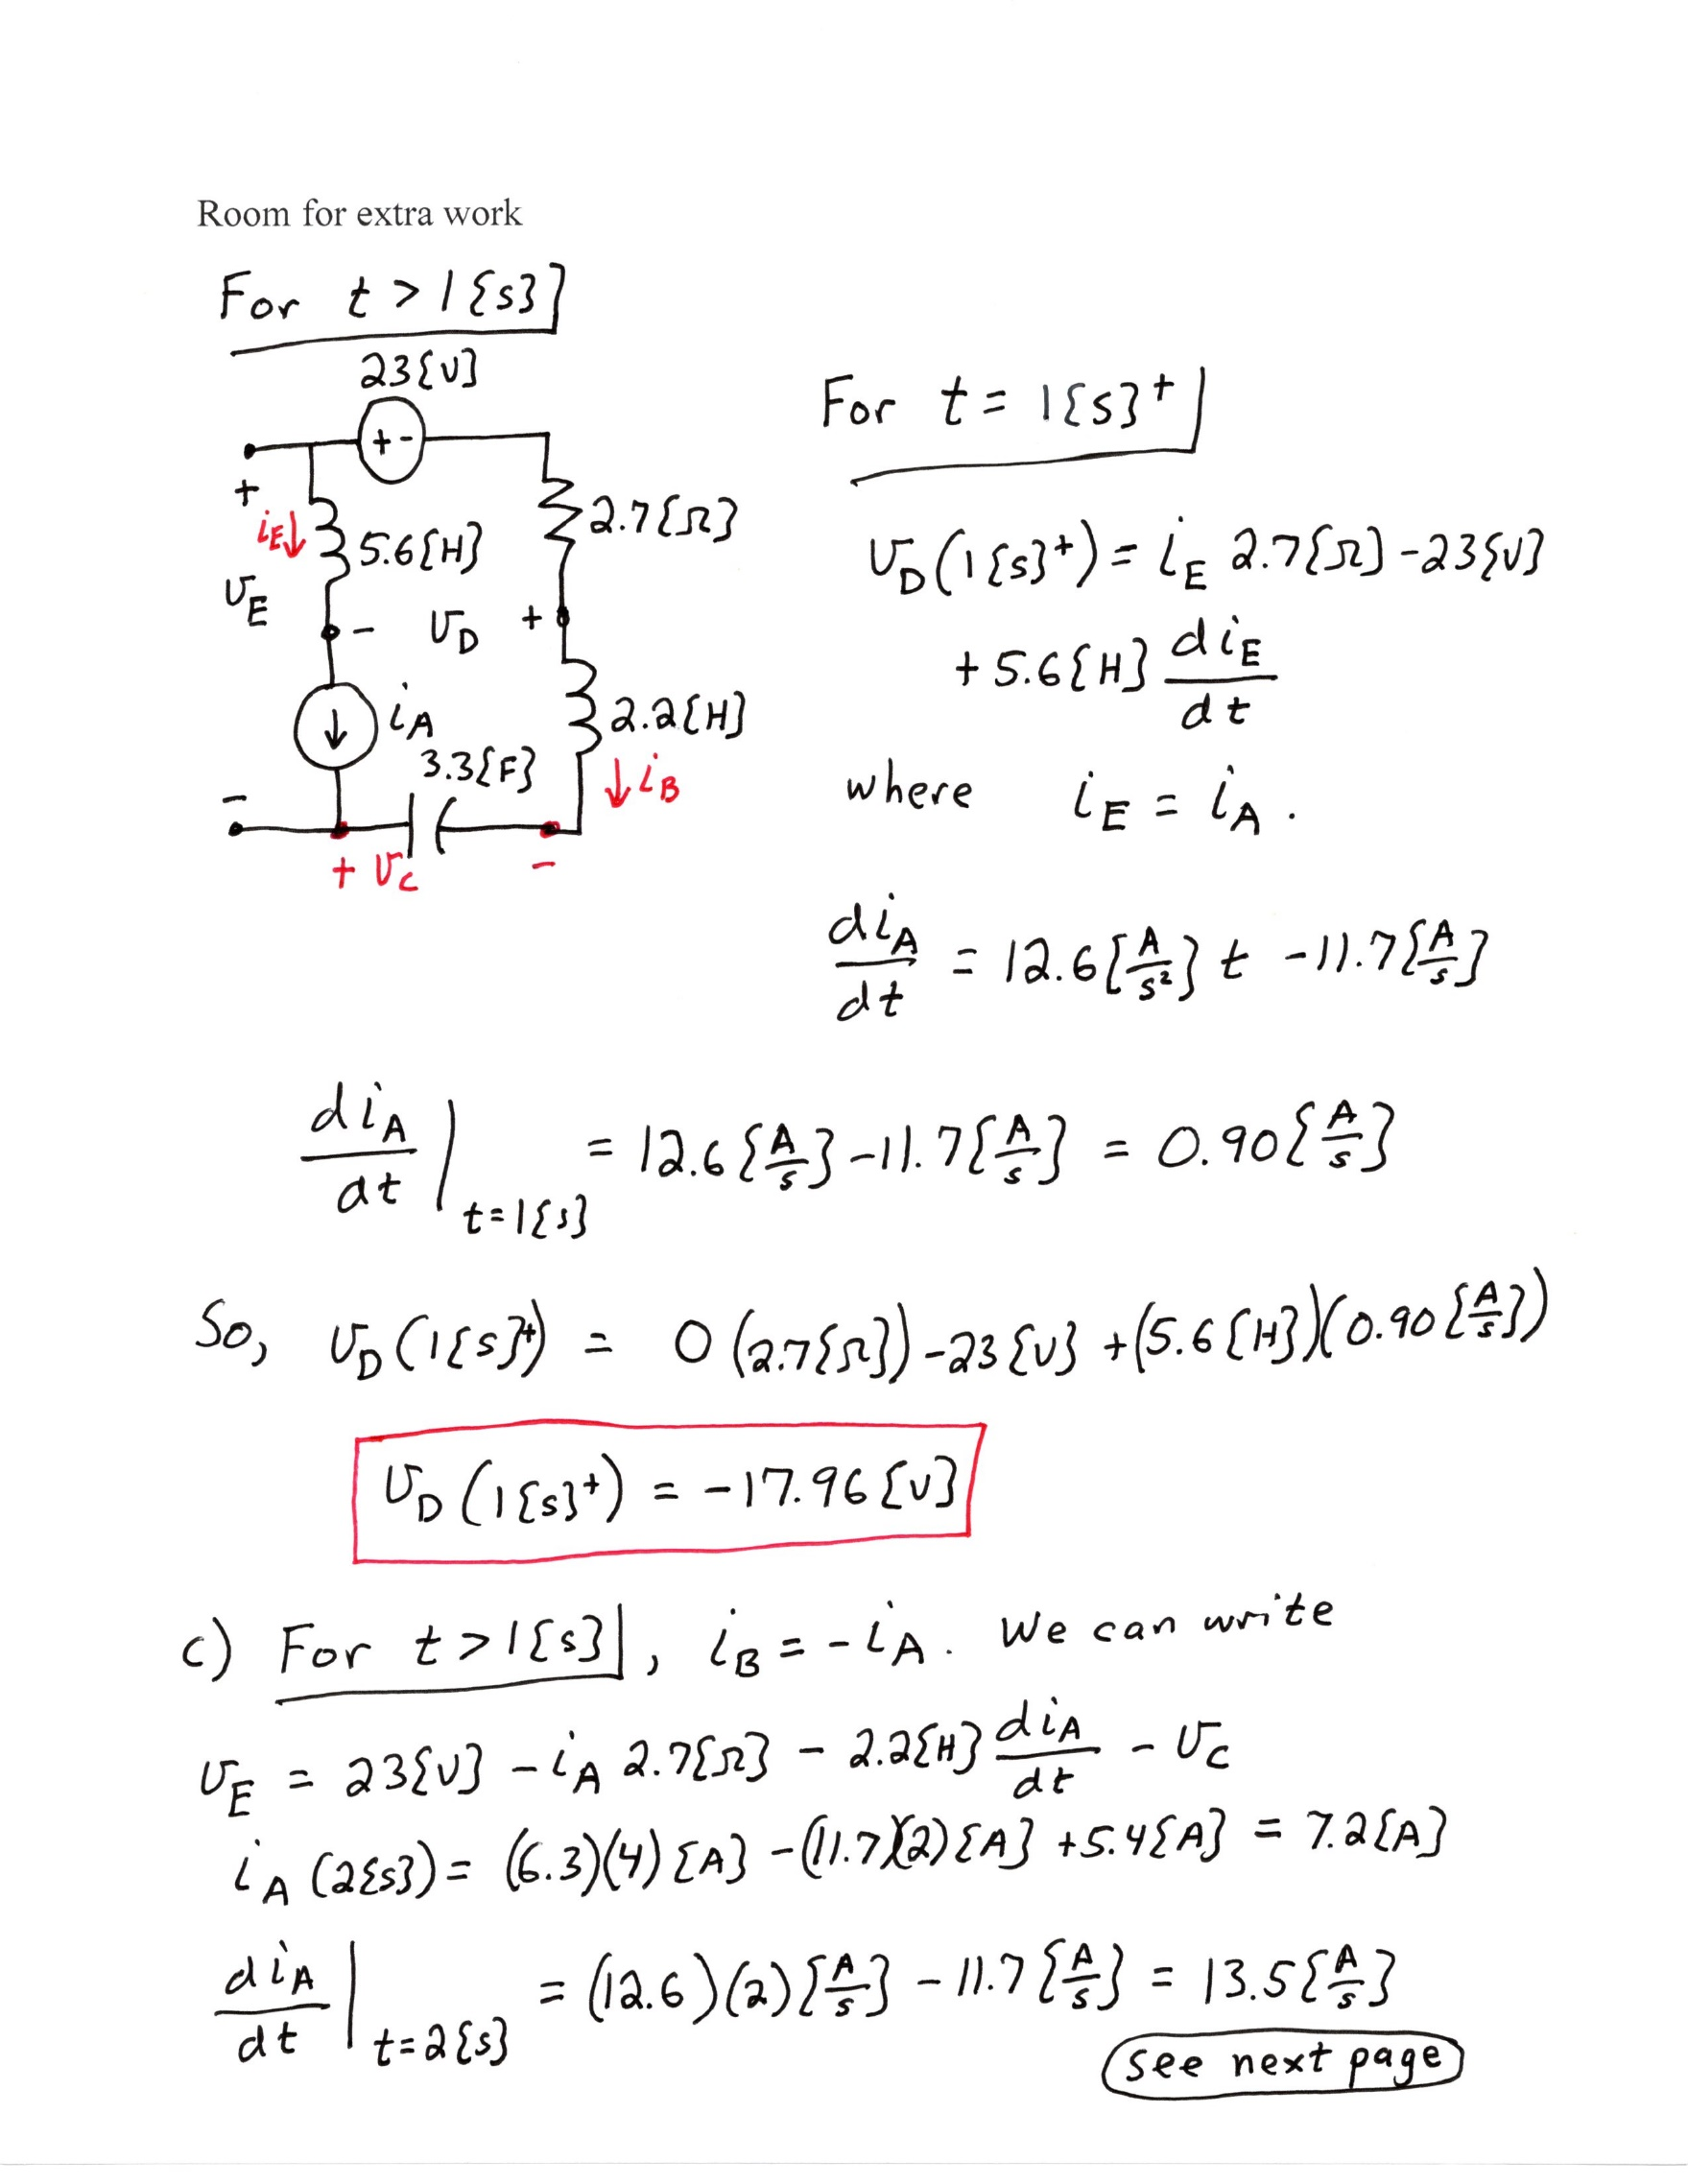 Room for extra work
For t > 1{s}
23{V}
+ -
+
iE↓
5.6{H}
2.7{Ω}
vE
- vD +
iA
2.2{H}
3.3{F}
↓iB
-
+ vC -
For t = 1{s}⁺
vD(1{s}⁺) = iE 2.7{Ω} - 23{V}
+ 5.6{H} diE/dt
where iE = iA .
diA/dt = 12.6{A/s²} t - 11.7{A/s}
diA/dt |t=1{s} = 12.6{A/s} - 11.7{A/s} = 0.90{A/s}
So, vD(1{s}⁺) = 0(2.7{Ω}) - 23{V} + (5.6{H})(0.90{A/s})
vD(1{s}⁺) = -17.96{V}
c) For t > 1{s}, iB = -iA. We can write
vE = 23{V} - iA 2.7{Ω} - 2.2{H} diA/dt - vC
iA(2{s}) = (6.3)(4){A} - (11.7)(2){A} + 5.4{A} = 7.2{A}
diA/dt |t=2{s} = (12.6)(2){A/s} - 11.7{A/s} = 13.5{A/s}
see next page